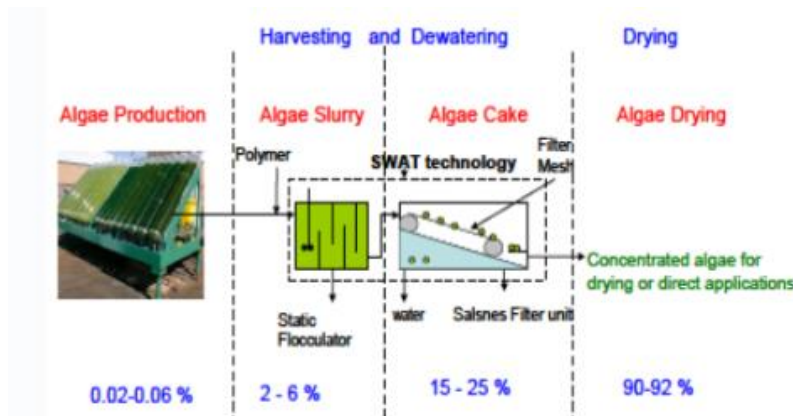 Harvesting and Dewatering
Drying
Algae Production
Algae Slurry
Algae Cake
Algae Drying
Polymer
SWAT technology
Filter
Mesh
Concentrated algae for
drying or direct applications
Static
Flocculator
water
Salsnes Filter unit
0.02-0.06 %
2 - 6 %
15 - 25 %
90-92 %